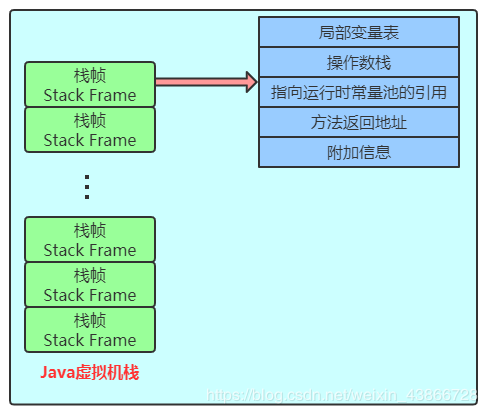 局部变量表
操作数栈
指向运行时常量池的引用
方法返回地址
附加信息
栈帧
Stack Frame
栈帧
Stack Frame
栈帧
Stack Frame
栈帧
Stack Frame
栈帧
Stack Frame
Java虚拟机栈
https://blog.csdn.net/weixin_43866728